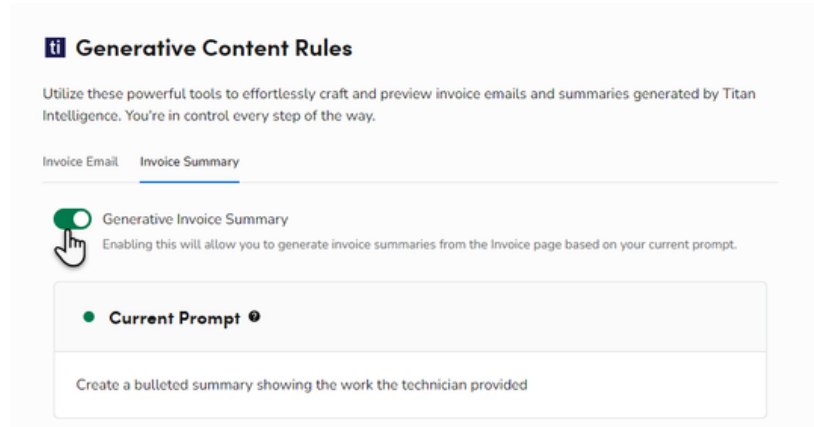 ti Generative Content Rules
Utilize these powerful tools to effortlessly craft and preview invoice emails and summaries generated by Titan
Intelligence. You're in control every step of the way.
Invoice Email Invoice Summary
Generative Invoice Summary
Enabling this will allow you to generate invoice summaries from the Invoice page based on your current prompt.
Current Prompt ?
Create a bulleted summary showing the work the technician provided